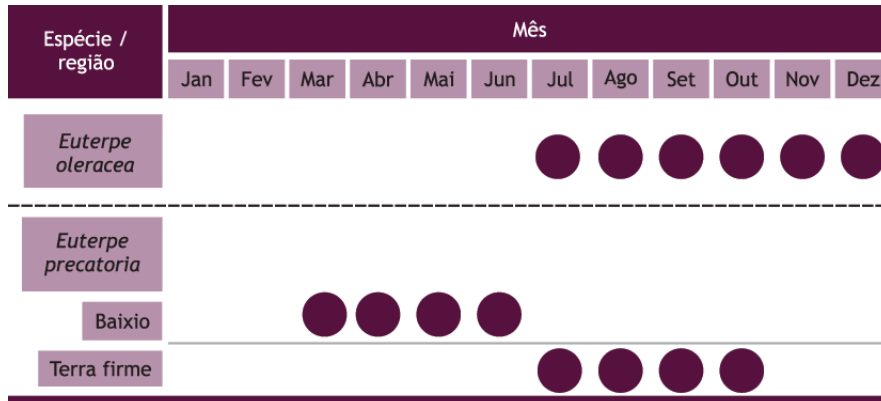 Espécie /
região
Mês
Jan Fev Mar Abr Mai Jun Jul Ago Set Out Nov Dez
Euterpe
oleracea
Euterpe
precatoria
Baixio
Terra firme